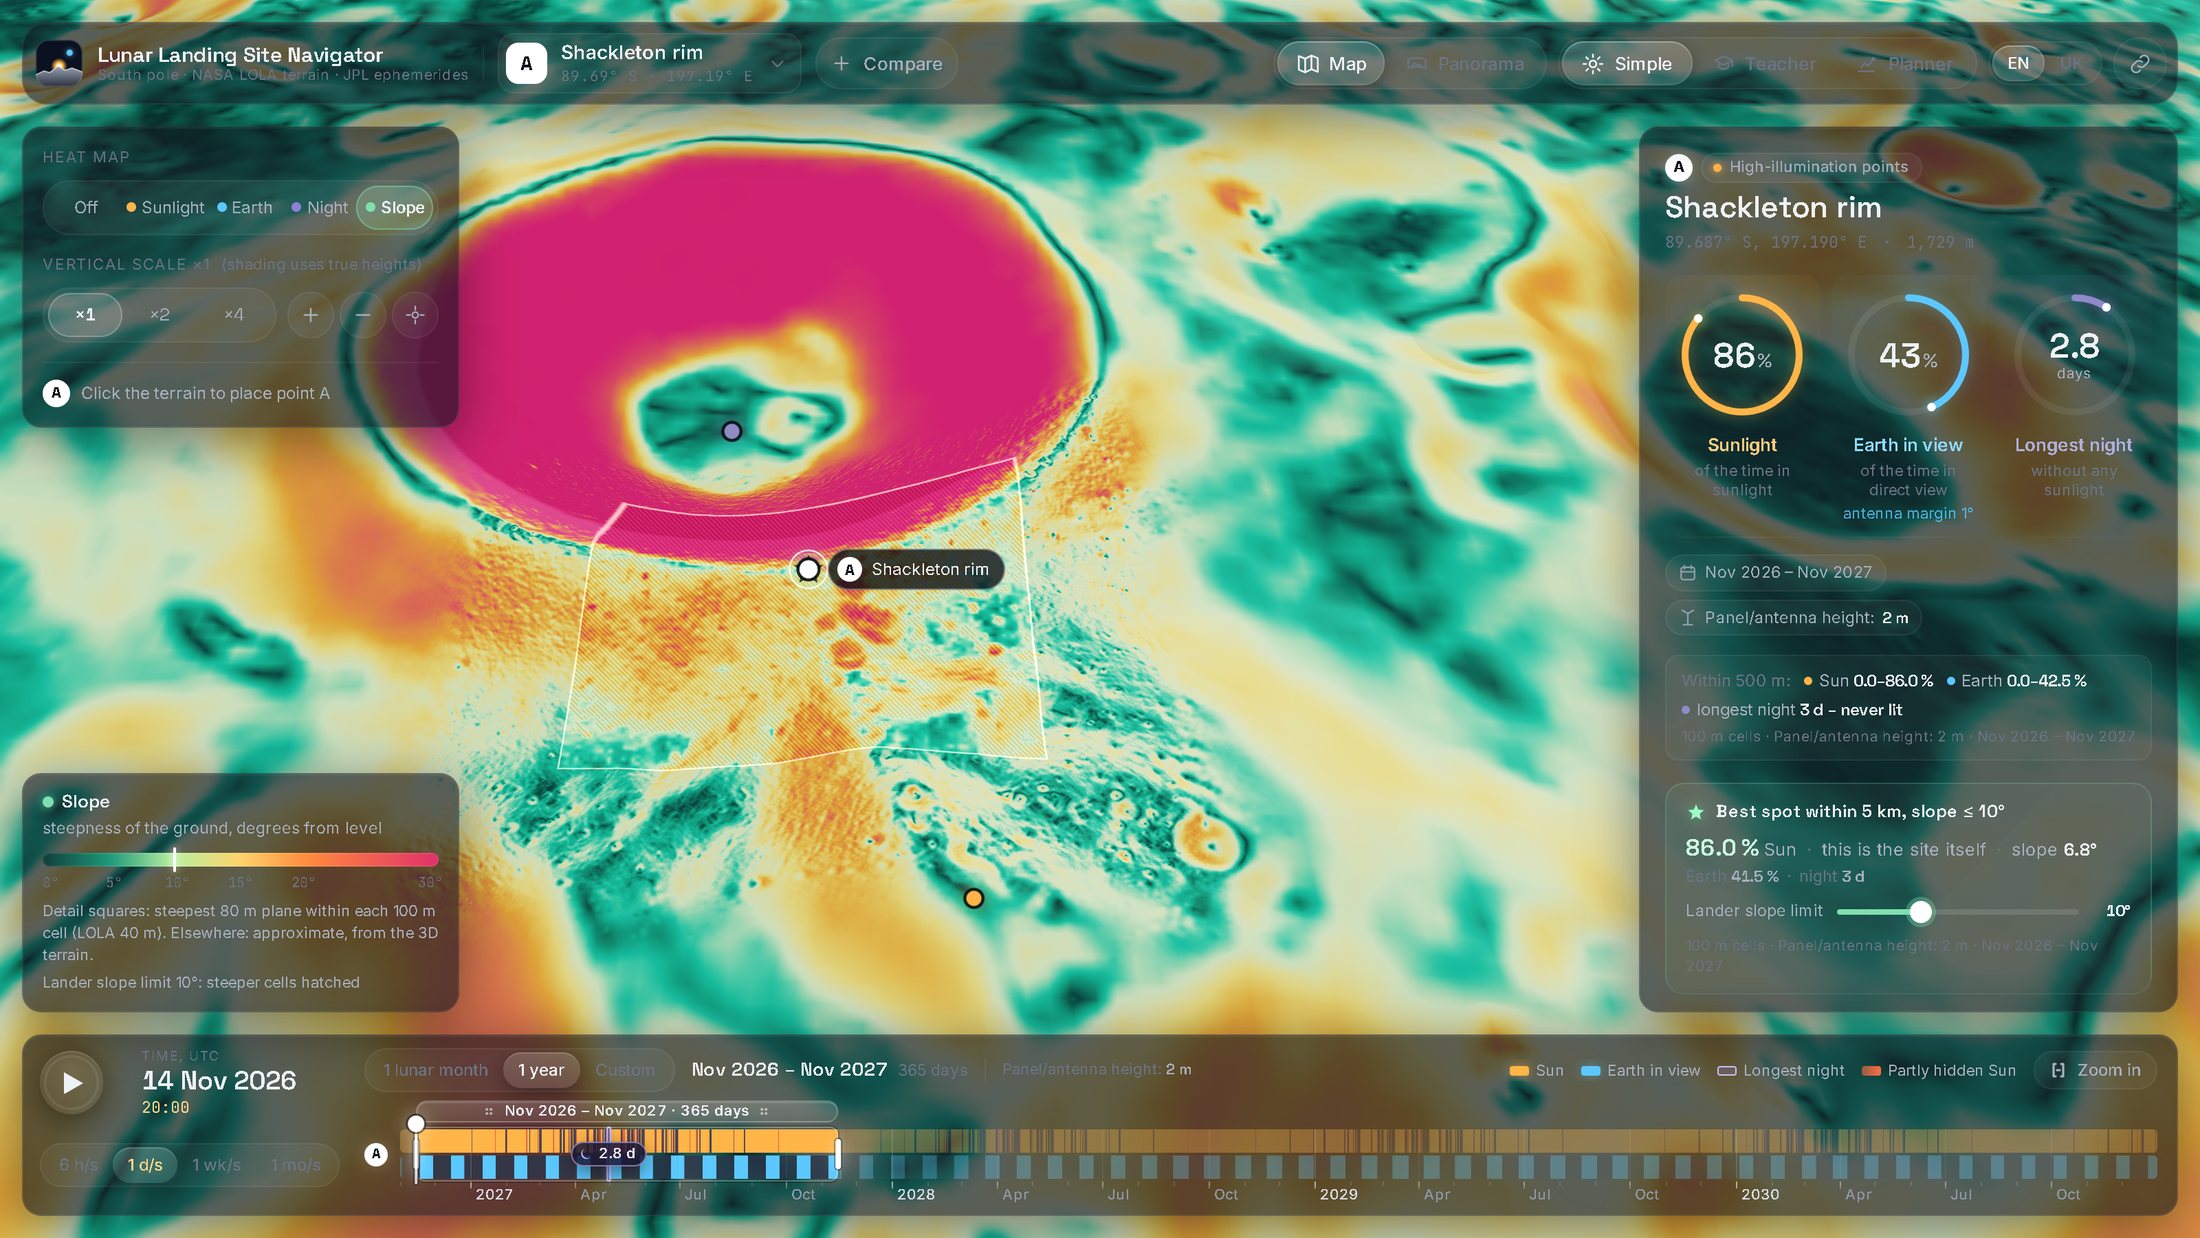 Lunar Landing Site Navigator
South pole · NASA LOLA terrain · JPL ephemerides
A
Shackleton rim
89.69° S · 197.19° E
+ Compare
Map
Panorama
Simple
Teacher
Planner
EN
UK
HEAT MAP
Off
Sunlight
Earth
Night
Slope
VERTICAL SCALE ×1 (shading uses true heights)
×1
×2
×4
A Click the terrain to place point A
A Shackleton rim
A
High-illumination points
Shackleton rim
89.687° S, 197.190° E · 1,729 m
86%
43%
2.8
days
Sunlight
Earth in view
Longest night
of the time in
sunlight
of the time in
direct view
without any
sunlight
antenna margin 1°
Nov 2026 – Nov 2027
Panel/antenna height: 2 m
Within 500 m: Sun 0.0–86.0 % Earth 0.0–42.5 %
longest night 3 d – never lit
100 m cells · Panel/antenna height: 2 m · Nov 2026 – Nov 2027
Best spot within 5 km, slope ≤ 10°
86.0 % Sun · this is the site itself · slope 6.8°
Earth 41.5 % · night 3 d
Lander slope limit 10°
100 m cells · Panel/antenna height: 2 m · Nov 2026 – Nov
2027
Slope
steepness of the ground, degrees from level
0° 5° 10° 15° 20° 30°
Detail squares: steepest 80 m plane within each 100 m
cell (LOLA 40 m). Elsewhere: approximate, from the 3D
terrain.
Lander slope limit 10°: steeper cells hatched
TIME, UTC
14 Nov 2026
20:00
6 h/s
1 d/s
1 wk/s
1 mo/s
1 lunar month
1 year
Custom
Nov 2026 – Nov 2027 365 days
Panel/antenna height: 2 m
Sun
Earth in view
Longest night
Partly hidden Sun
Zoom in
Nov 2026 – Nov 2027 · 365 days
A
2.8 d
2027 Apr Jul Oct 2028 Apr Jul Oct 2029 Apr Jul Oct 2030 Apr Jul Oct